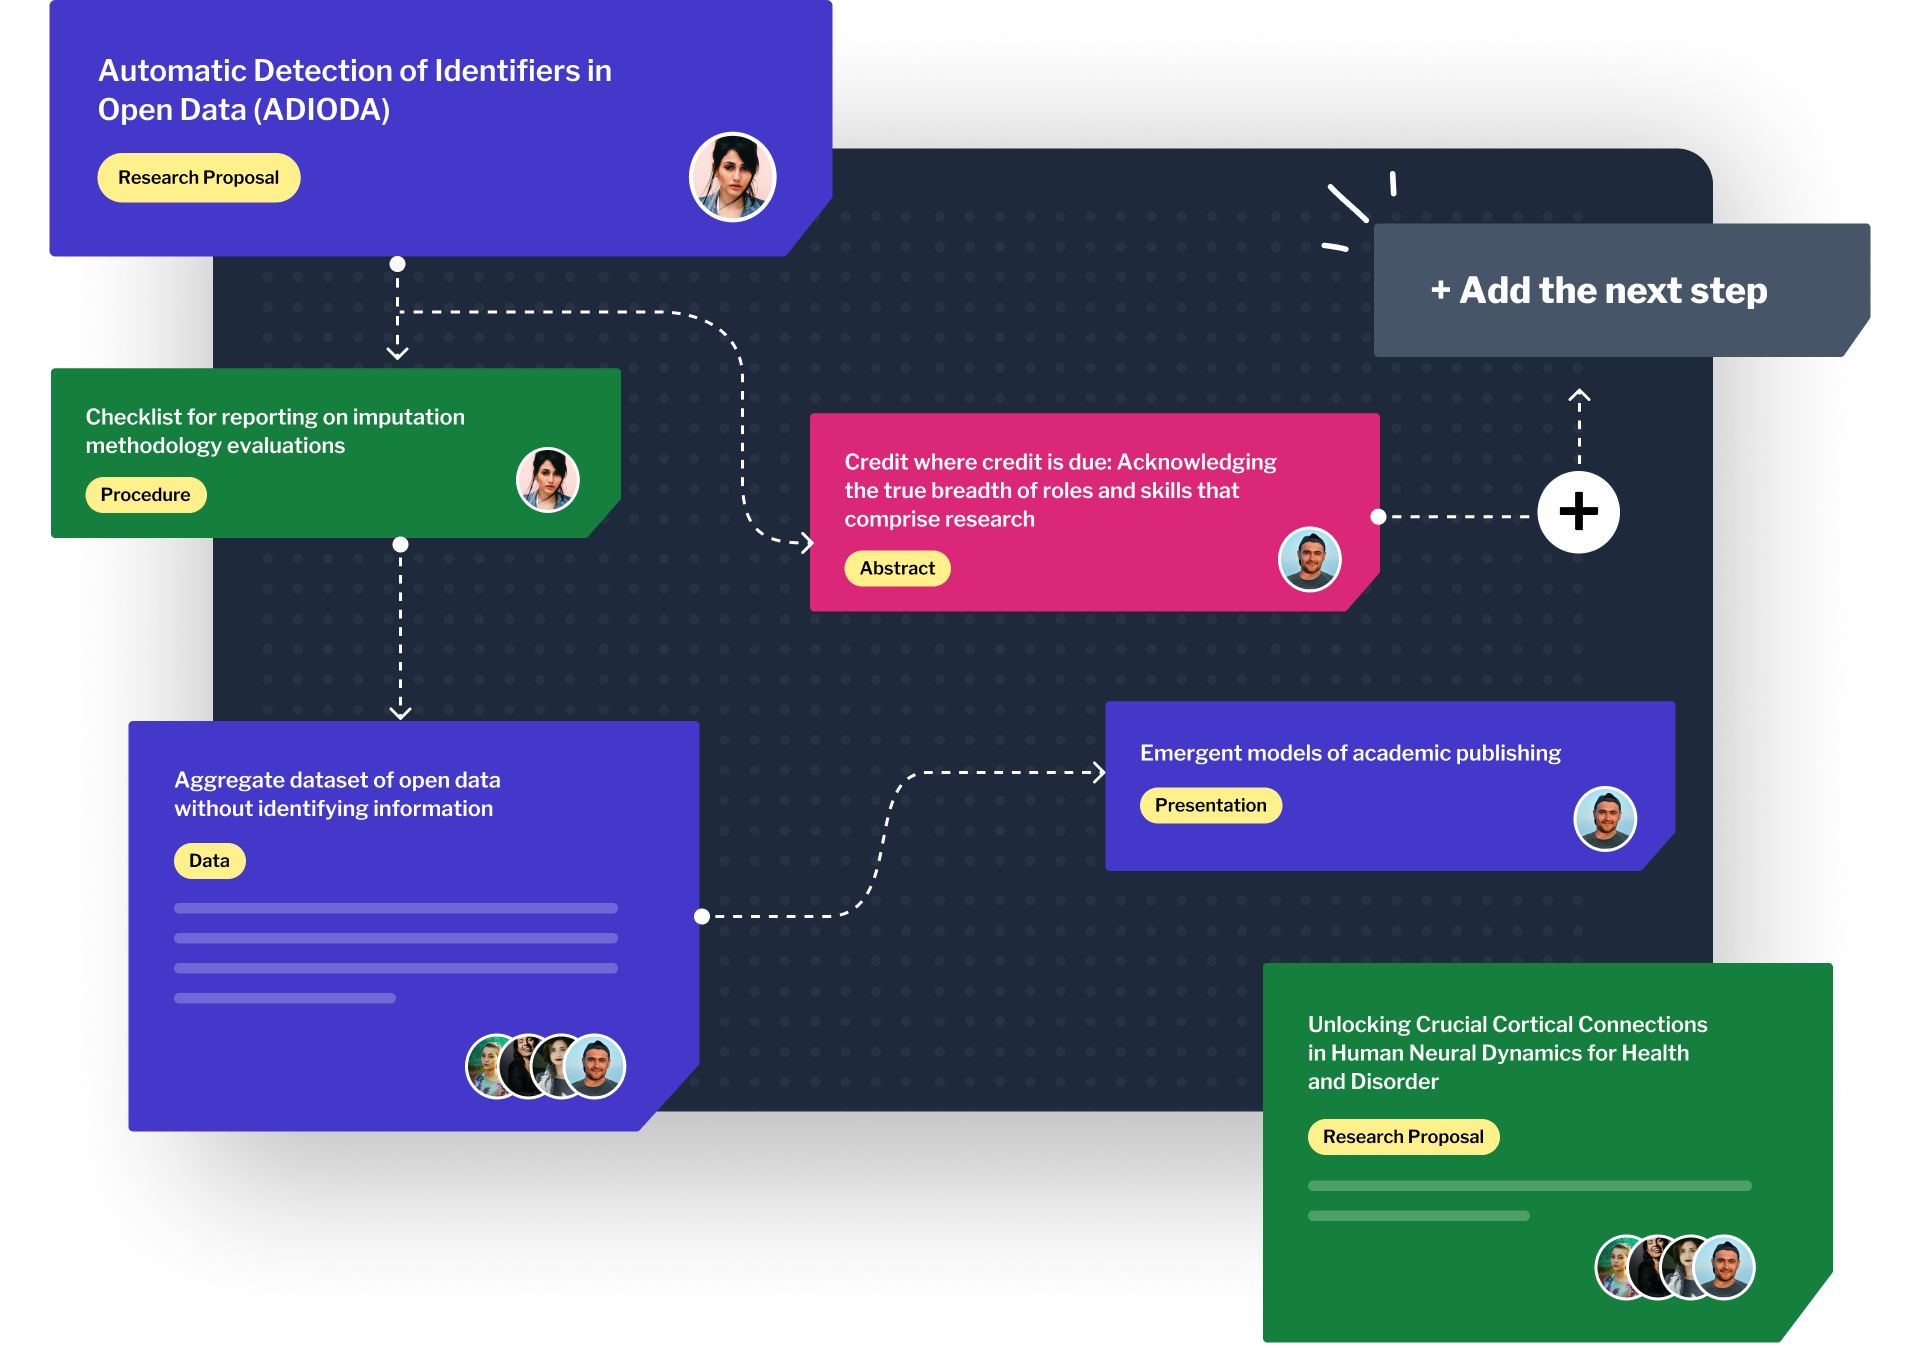 Automatic Detection of Identifiers in
Open Data (ADIODA)
Research Proposal
+ Add the next step
Checklist for reporting on imputation
methodology evaluations
Procedure
Credit where credit is due: Acknowledging
the true breadth of roles and skills that
comprise research
Abstract
Aggregate dataset of open data
without identifying information
Data
Emergent models of academic publishing
Presentation
Unlocking Crucial Cortical Connections
in Human Neural Dynamics for Health
and Disorder
Research Proposal